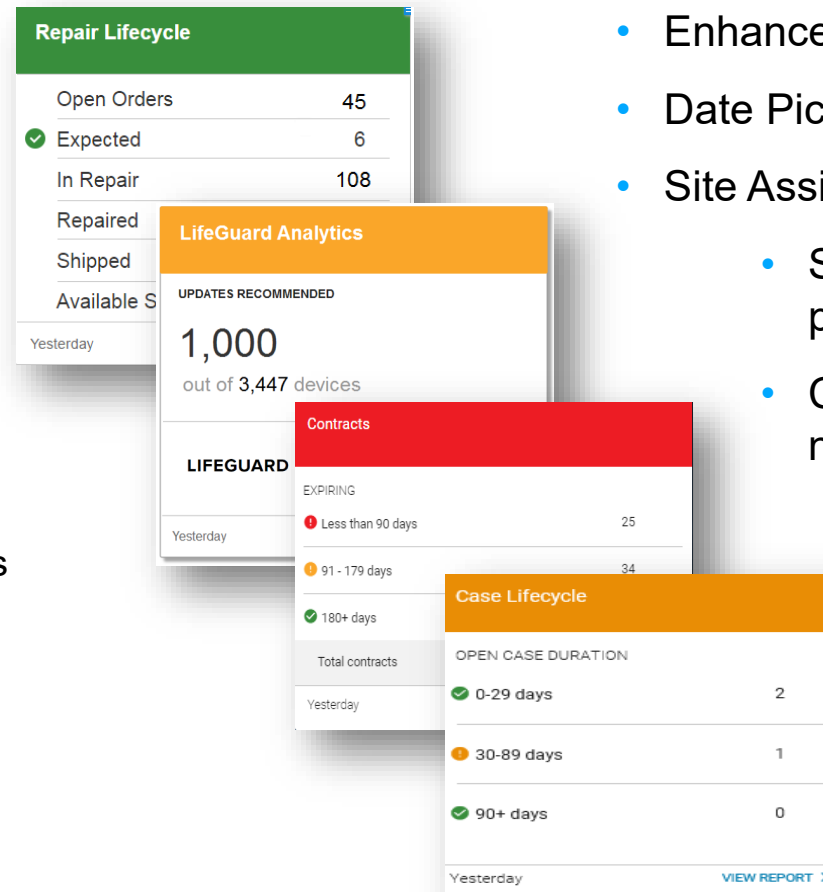 Repair Lifecycle
Open Orders 45
Expected 6
In Repair 108
Repaired
Shipped
Available S
Yesterday
LifeGuard Analytics
UPDATES RECOMMENDED
1,000
out of 3,447 devices
LIFEGUARD
Yesterday
Contracts
EXPIRING
Less than 90 days 25
91 - 179 days 34
180+ days
Total contracts
Yesterday
Case Lifecycle
OPEN CASE DURATION
0-29 days 2
30-89 days 1
90+ days 0
Yesterday VIEW REPORT
s
• Enhance
• Date Pic
• Site Assi
• S
p